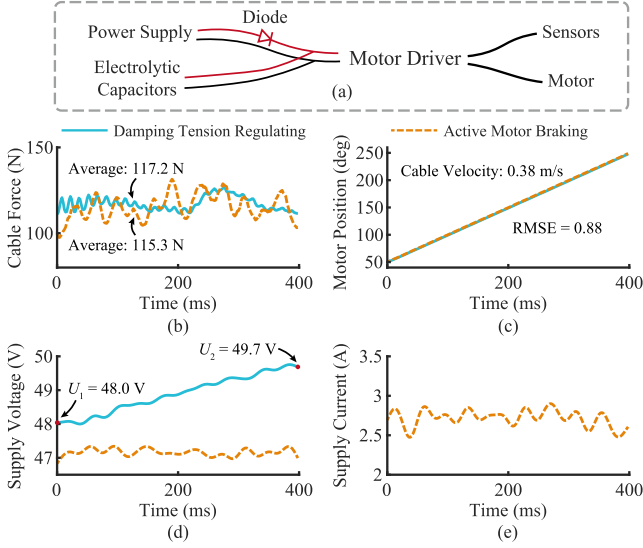 Diode
Power Supply
Sensors
Motor Driver
Electrolytic
Capacitors
Motor
(a)
Damping Tension Regulating
Active Motor Braking
Cable Force (N)
150
100
Average: 117.2 N
Average: 115.3 N
0
200
400
Time (ms)
(b)
Motor Position (deg)
250
200
150
100
50
Cable Velocity: 0.38 m/s
RMSE = 0.88
0
200
400
Time (ms)
(c)
Supply Voltage (V)
50
49
48
47
U1 = 48.0 V
U2 = 49.7 V
0
200
400
Time (ms)
(d)
Supply Current (A)
3.5
3
2.5
2
0
200
400
Time (ms)
(e)